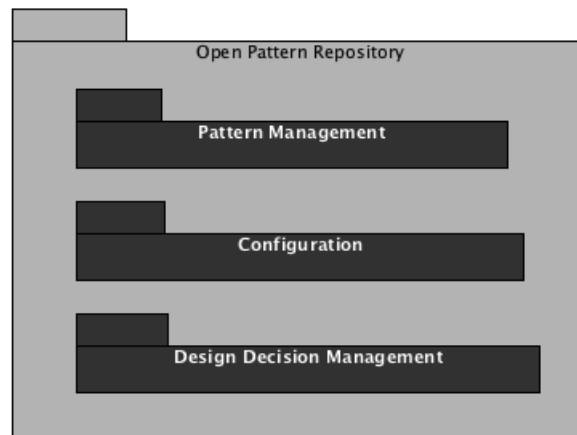 Open Pattern Repository
Pattern Management
Configuration
Design Decision Management